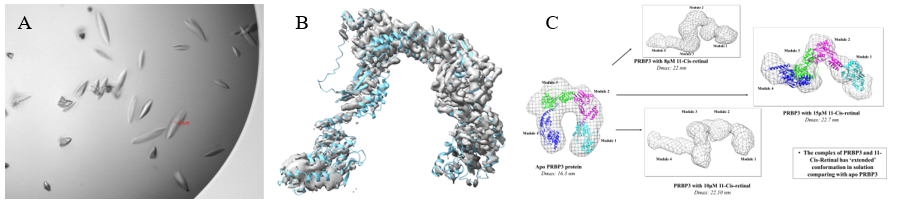 A
B
C
Module 2
Module 3
Module 1
PRBP3 with 8µM 11-Cis-retinal
Dmax: 22 nm
Module 2
Module 3
Module 1
Module 4
PRBP3 with 15µM 11-Cis-retinal
Dmax: 22.7 nm
Module 3
Module 2
Module 4
Module 1
Apo PRBP3 protein
Dmax: 16.3 nm
Module 3
Module 2
Module 4
Module 1
PRBP3 with 10µM 11-Cis-retinal
Dmax: 22.50 nm
• The complex of PRBP3 and 11-
Cis-Retinal has 'extended'
conformation in solution
comparing with apo PRBP3